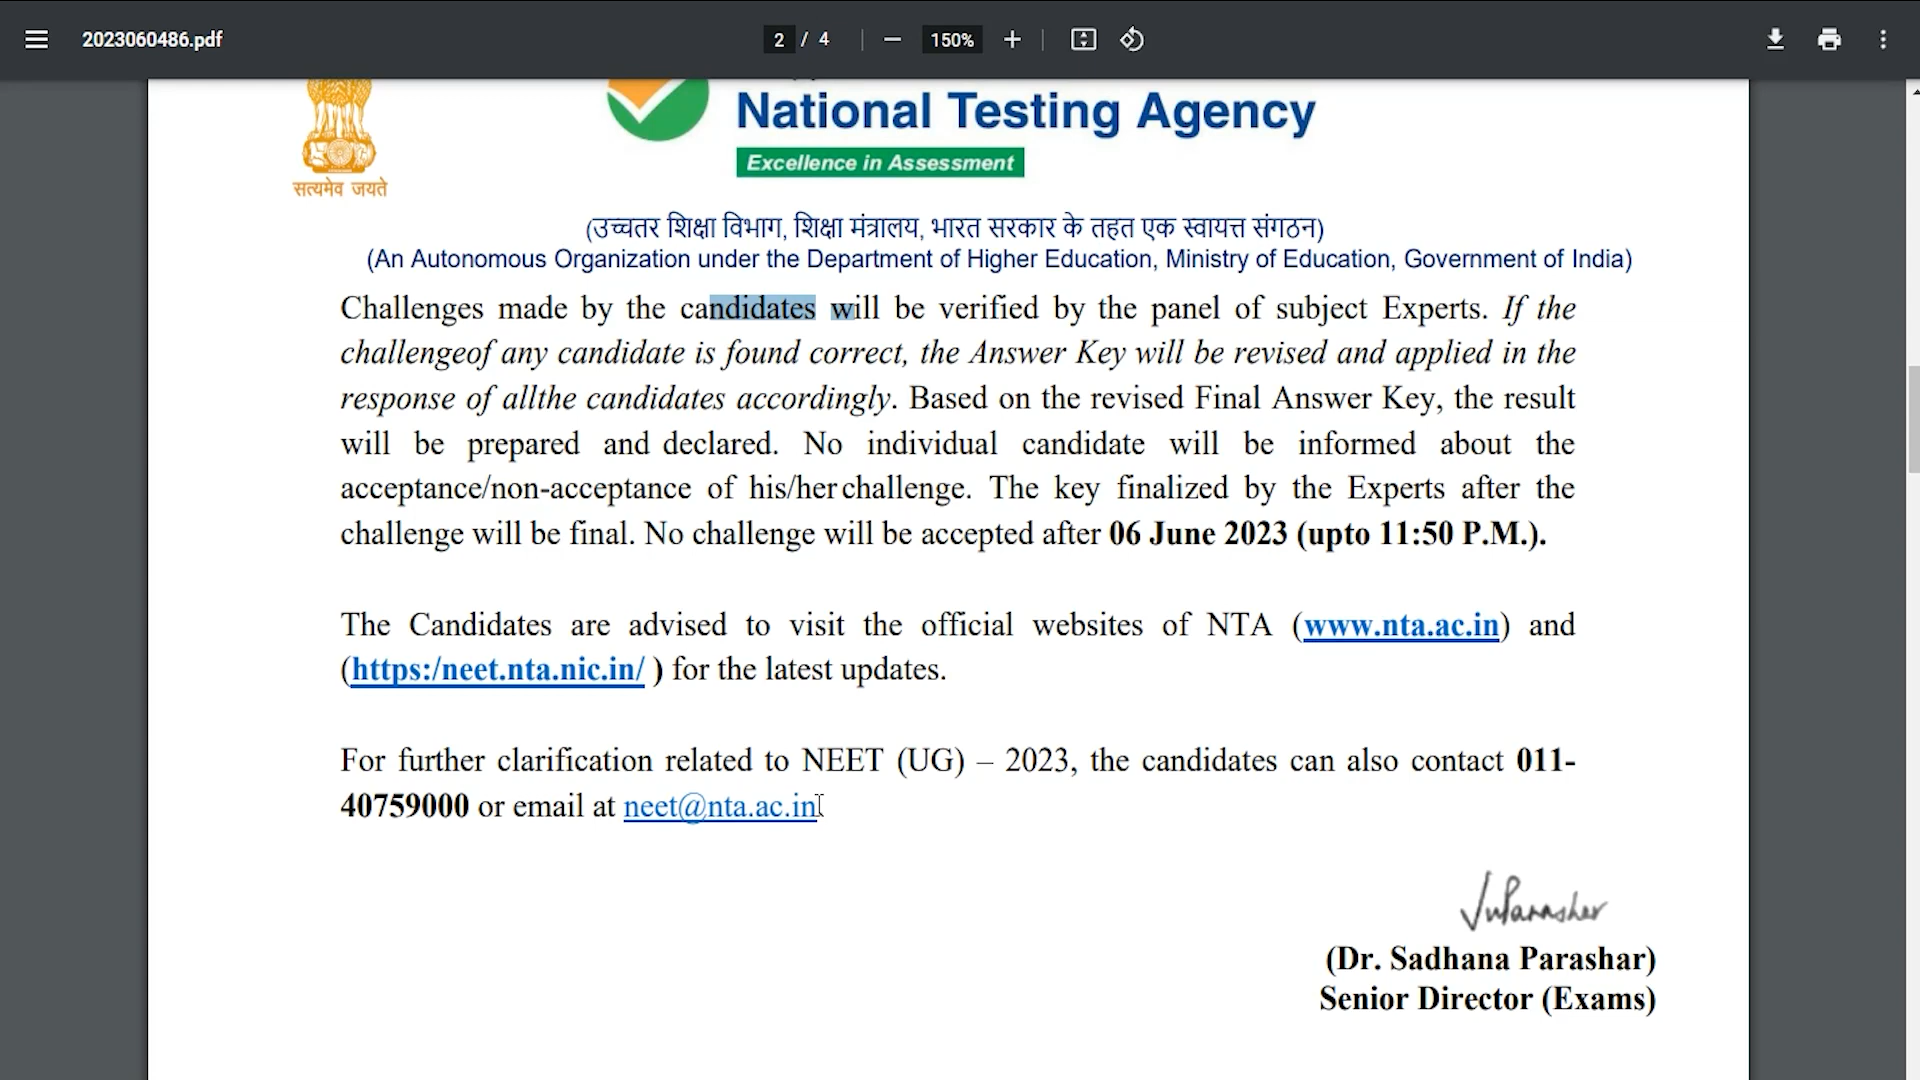 2023060486.pdf
2 / 4
150%
National Testing Agency
Excellence in Assessment
सत्यमेव जयते
(उच्चतर शिक्षा विभाग, शिक्षा मंत्रालय, भारत सरकार के तहत एक स्वायत्त संगठन)
(An Autonomous Organization under the Department of Higher Education, Ministry of Education, Government of India)
Challenges made by the candidates will be verified by the panel of subject Experts. If the
challengeof any candidate is found correct, the Answer Key will be revised and applied in the
response of allthe candidates accordingly. Based on the revised Final Answer Key, the result
will be prepared and declared. No individual candidate will be informed about the
acceptance/non-acceptance of his/her challenge. The key finalized by the Experts after the
challenge will be final. No challenge will be accepted after 06 June 2023 (upto 11:50 P.M.).
The Candidates are advised to visit the official websites of NTA (www.nta.ac.in) and
(https:/neet.nta.nic.in/ ) for the latest updates.
For further clarification related to NEET (UG) – 2023, the candidates can also contact 011-
40759000 or email at neet@nta.ac.in
(Dr. Sadhana Parashar)
Senior Director (Exams)